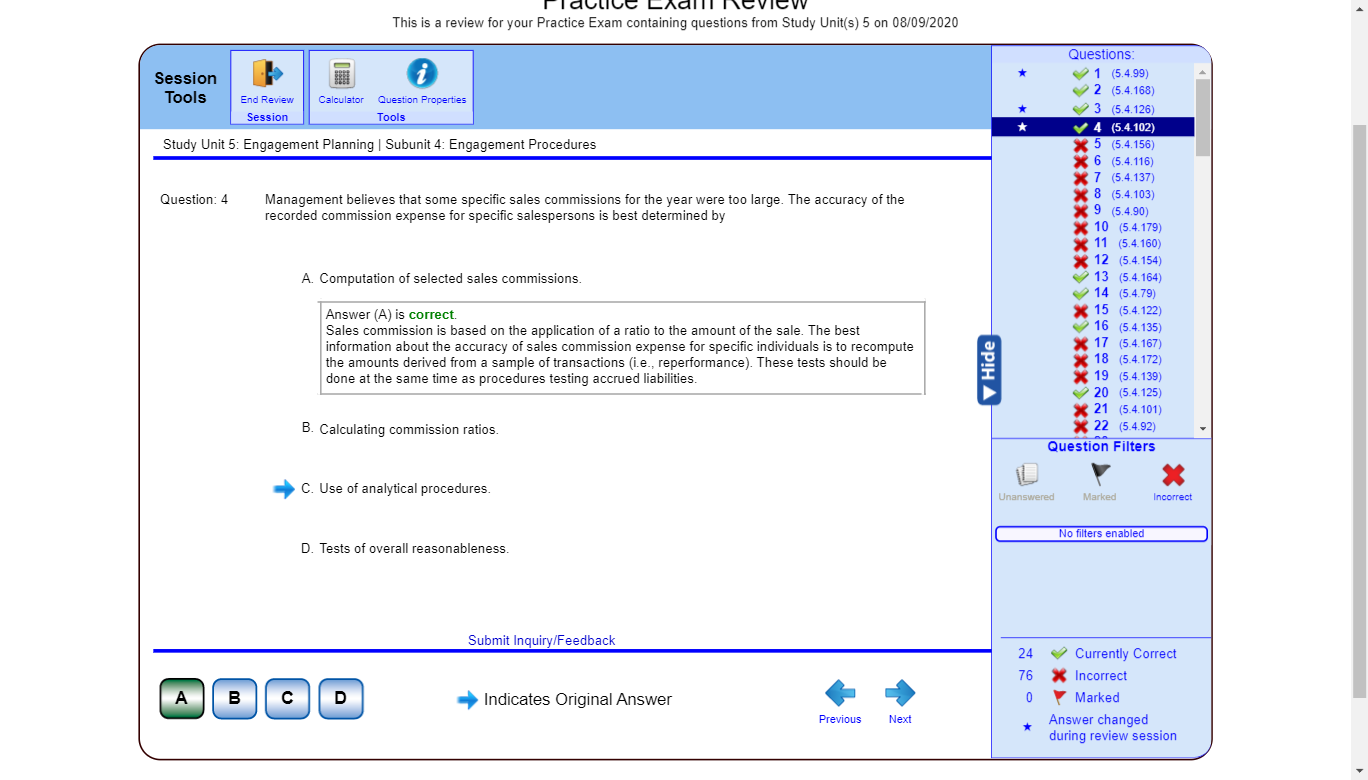 Practice Exam Review
This is a review for your Practice Exam containing questions from Study Unit(s) 5 on 08/09/2020
Session
Tools
End Review
Session
Calculator
Question Properties
Tools
Study Unit 5: Engagement Planning | Subunit 4: Engagement Procedures
Question: 4
Management believes that some specific sales commissions for the year were too large. The accuracy of the
recorded commission expense for specific salespersons is best determined by
A. Computation of selected sales commissions.
Answer (A) is correct.
Sales commission is based on the application of a ratio to the amount of the sale. The best
information about the accuracy of sales commission expense for specific individuals is to recompute
the amounts derived from a sample of transactions (i.e., reperformance). These tests should be
done at the same time as procedures testing accrued liabilities.
B. Calculating commission ratios.
C. Use of analytical procedures.
D. Tests of overall reasonableness.
Submit Inquiry/Feedback
A B C D
Indicates Original Answer
Previous
Next
Hide
Questions:
1 (5.4.99)
2 (5.4.168)
3 (5.4.126)
4 (5.4.102)
5 (5.4.156)
6 (5.4.116)
7 (5.4.137)
8 (5.4.103)
9 (5.4.90)
10 (5.4.179)
11 (5.4.160)
12 (5.4.154)
13 (5.4.164)
14 (5.4.79)
15 (5.4.122)
16 (5.4.135)
17 (5.4.167)
18 (5.4.172)
19 (5.4.139)
20 (5.4.125)
21 (5.4.101)
22 (5.4.92)
Question Filters
Unanswered
Marked
Incorrect
No filters enabled
24 Currently Correct
76 Incorrect
0 Marked
Answer changed
during review session